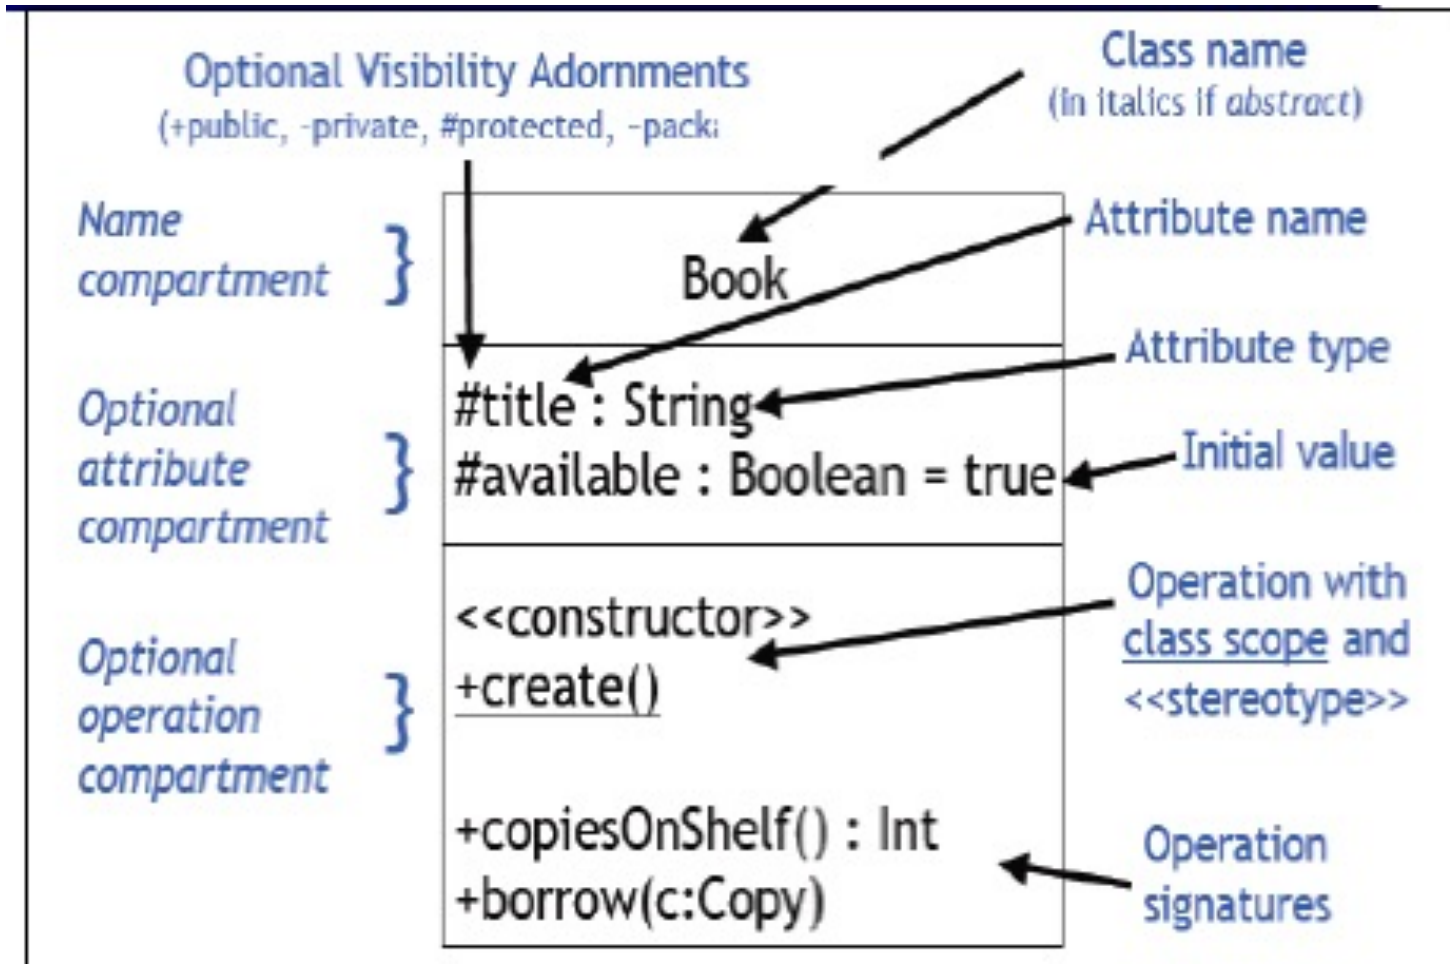 Optional Visibility Adornments
(+public, -private, #protected, ~pack
Class name
(in italics if abstract)
Name
compartment
}
Book
Attribute name
Optional
attribute
compartment
}
#title : String
#available : Boolean = true
Attribute type
Initial value
Optional
operation
compartment
}
<<constructor>>
+create()
+copiesOnShelf() : Int
+borrow(c:Copy)
Operation with
class scope and
<<stereotype>>
Operation
signatures